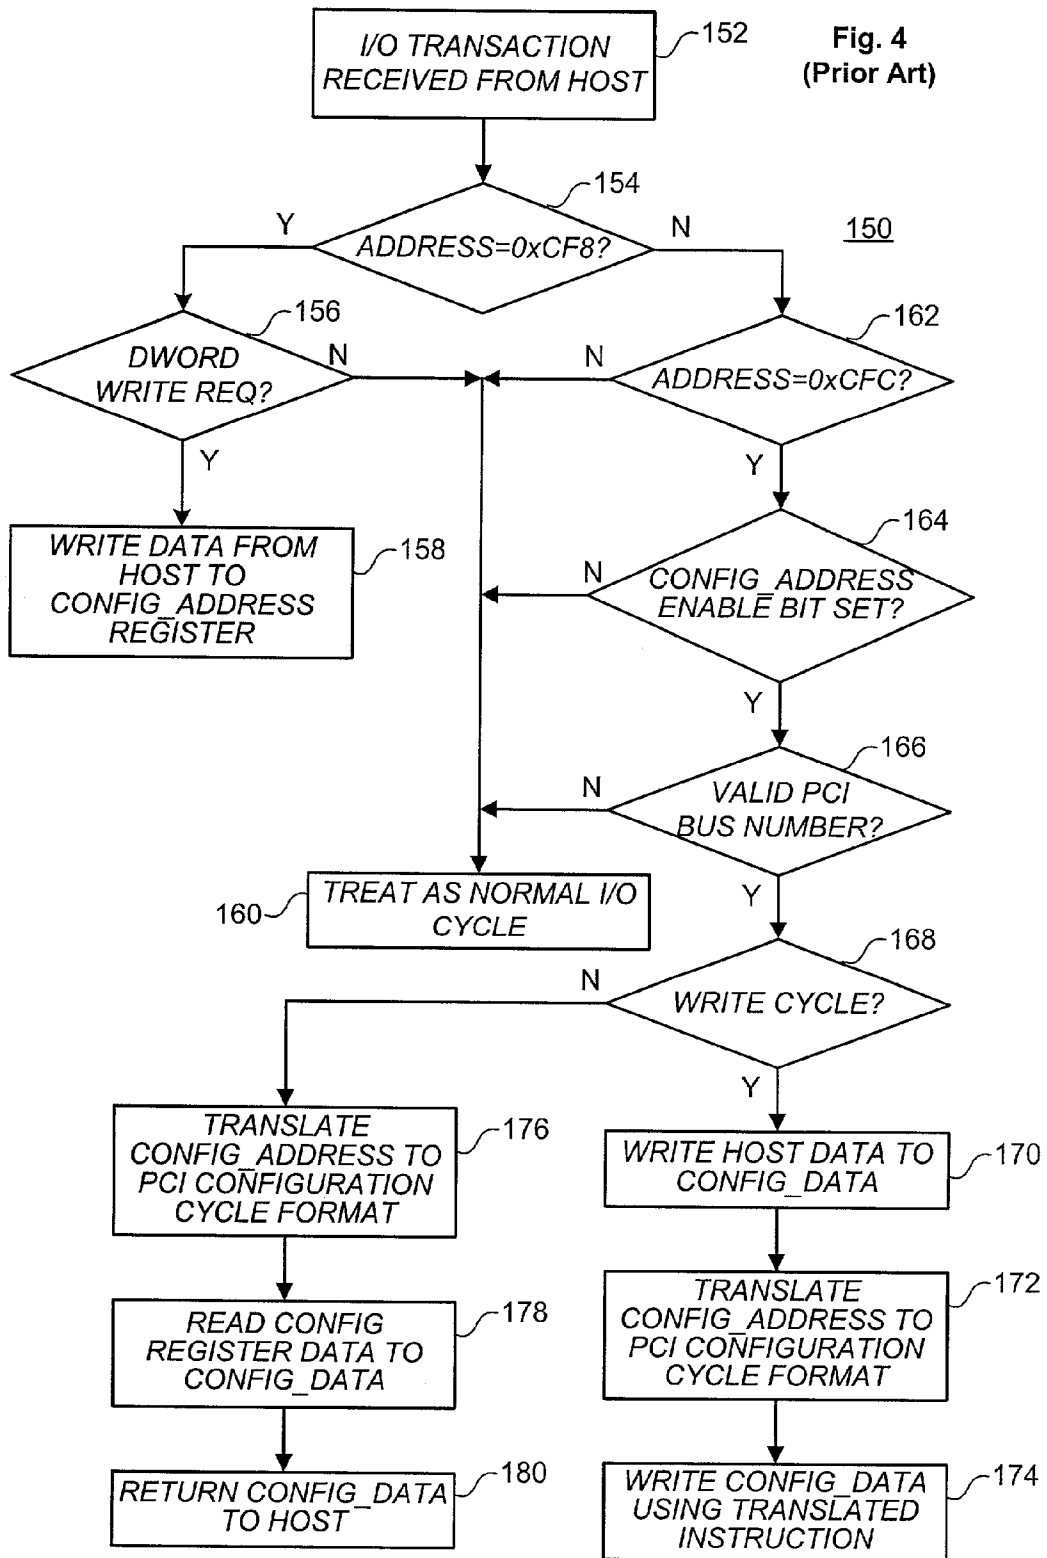 I/O TRANSACTION
RECEIVED FROM HOST
152
Fig. 4
(Prior Art)
154
Y
ADDRESS=0xCF8?
N
150
156
DWORD
WRITE REQ?
N
162
N
ADDRESS=0xCFC?
Y
Y
WRITE DATA FROM
HOST TO
CONFIG_ADDRESS
REGISTER
158
164
N
CONFIG_ADDRESS
ENABLE BIT SET?
Y
166
N
VALID PCI
BUS NUMBER?
160
TREAT AS NORMAL I/O
CYCLE
Y
168
N
WRITE CYCLE?
Y
TRANSLATE
CONFIG_ADDRESS TO
PCI CONFIGURATION
CYCLE FORMAT
176
WRITE HOST DATA TO
CONFIG_DATA
170
READ CONFIG
REGISTER DATA TO
CONFIG_DATA
178
TRANSLATE
CONFIG_ADDRESS TO
PCI CONFIGURATION
CYCLE FORMAT
172
RETURN CONFIG_DATA
TO HOST
180
WRITE CONFIG_DATA
USING TRANSLATED
INSTRUCTION
174